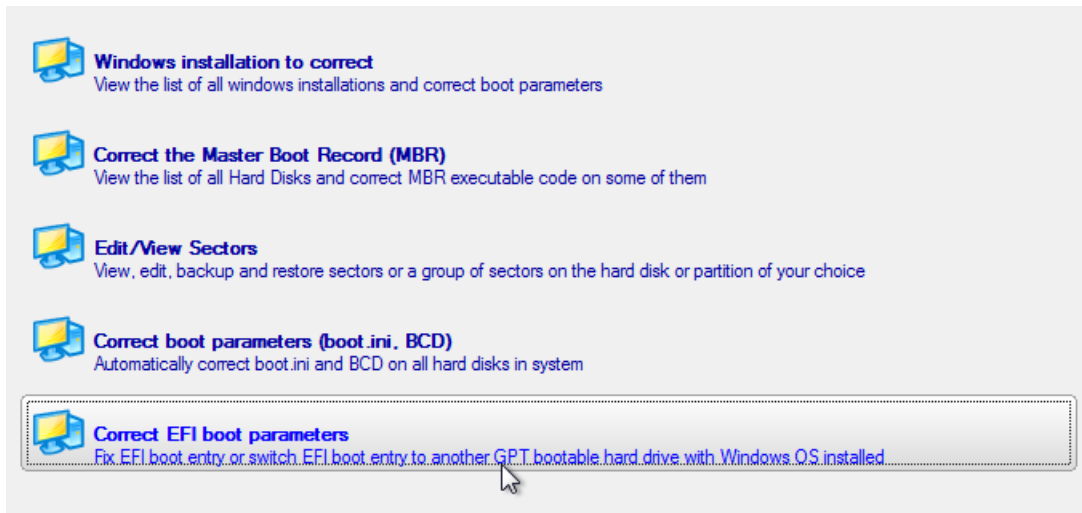 Windows installation to correct
View the list of all windows installations and correct boot parameters
Correct the Master Boot Record (MBR)
View the list of all Hard Disks and correct MBR executable code on some of them
Edit/View Sectors
View, edit, backup and restore sectors or a group of sectors on the hard disk or partition of your choice
Correct boot parameters (boot.ini, BCD)
Automatically correct boot.ini and BCD on all hard disks in system
Correct EFI boot parameters
Fix EFI boot entry or switch EFI boot entry to another GPT bootable hard drive with Windows OS installed